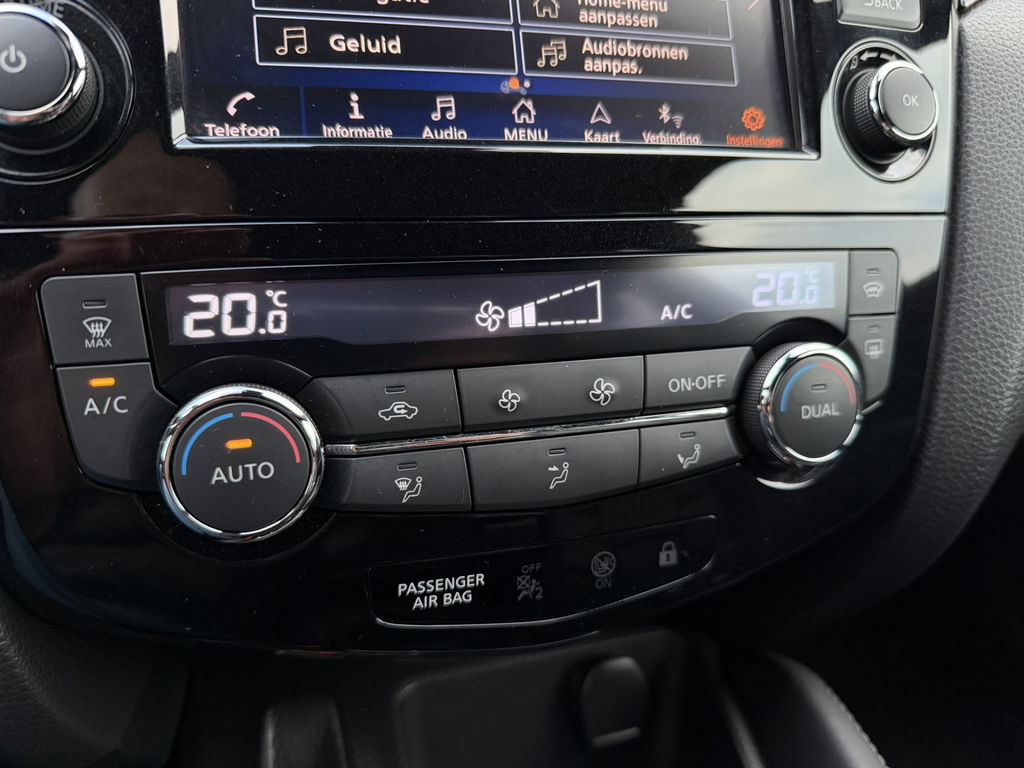 Home-menu
aanpassen
BACK
Geluid
Audiobronnen
aanpas.
OK
Telefoon
Informatie
Audio
MENU
Kaart
Verbinding
Instellingen
20.0 °C
A/C
20.0 °C
MAX
A/C
AUTO
ON·OFF
DUAL
PASSENGER
AIR BAG
OFF
2
ON